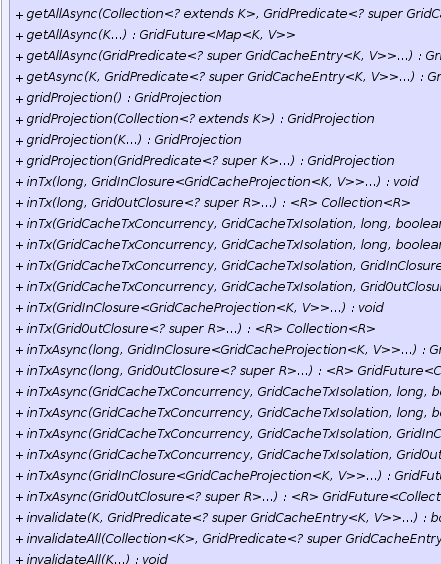 + getAllAsync(Collection<? extends K>, GridPredicate<? super GridC
+ getAllAsync(K...) : GridFuture<Map<K, V>>
+ getAllAsync(GridPredicate<? super GridCacheEntry<K, V>>...) : Gr
+ getAsync(K, GridPredicate<? super GridCacheEntry<K, V>>...) : Gr
+ gridProjection() : GridProjection
+ gridProjection(Collection<? extends K>) : GridProjection
+ gridProjection(K...) : GridProjection
+ gridProjection(GridPredicate<? super K>...) : GridProjection
+ inTx(long, GridInClosure<GridCacheProjection<K, V>>...) : void
+ inTx(long, GridOutClosure<? super R>...) : <R> Collection<R>
+ inTx(GridCacheTxConcurrency, GridCacheTxIsolation, long, boolear
+ inTx(GridCacheTxConcurrency, GridCacheTxIsolation, long, boolear
+ inTx(GridCacheTxConcurrency, GridCacheTxIsolation, GridInClosure
+ inTx(GridCacheTxConcurrency, GridCacheTxIsolation, GridOutClosu
+ inTx(GridInClosure<GridCacheProjection<K, V>>...) : void
+ inTx(GridOutClosure<? super R>...) : <R> Collection<R>
+ inTxAsync(long, GridInClosure<GridCacheProjection<K, V>>...) : Gr
+ inTxAsync(long, GridOutClosure<? super R>...) : <R> GridFuture<C
+ inTxAsync(GridCacheTxConcurrency, GridCacheTxIsolation, long, bo
+ inTxAsync(GridCacheTxConcurrency, GridCacheTxIsolation, long, bo
+ inTxAsync(GridCacheTxConcurrency, GridCacheTxIsolation, GridInC
+ inTxAsync(GridCacheTxConcurrency, GridCacheTxIsolation, GridOut
+ inTxAsync(GridInClosure<GridCacheProjection<K, V>>...) : GridFut
+ inTxAsync(GridOutClosure<? super R>...) : <R> GridFuture<Collect
+ invalidate(K, GridPredicate<? super GridCacheEntry<K, V>>...) : bo
+ invalidateAll(Collection<K>, GridPredicate<? super GridCacheEntry
+ invalidateAll(K...) : void